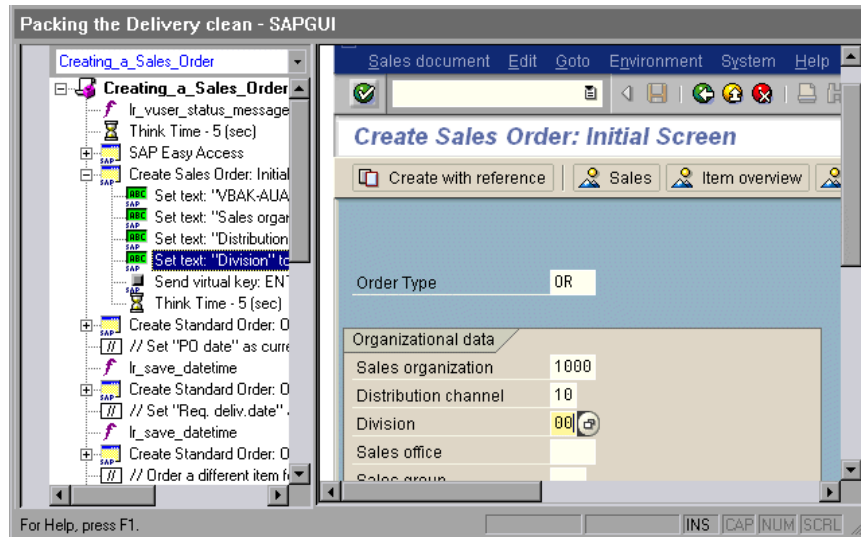 Packing the Delivery clean - SAPGUI
Creating_a_Sales_Order
Creating_a_Sales_Order
lr_vuser_status_message
Think Time - 5 (sec)
SAP Easy Access
Create Sales Order: Initial
Set text: "VBAK-AUA
Set text: "Sales organ
Set text: "Distribution
Set text: "Division" to
Send virtual key: ENT
Think Time - 5 (sec)
Create Standard Order: O
// Set "PO date" as curre
lr_save_datetime
Create Standard Order: O
// Set "Req. deliv.date"
lr_save_datetime
Create Standard Order: O
// Order a different item f
Sales document Edit Goto Environment System Help
Create Sales Order: Initial Screen
Create with reference Sales Item overview
Order Type OR
Organizational data
Sales organization 1000
Distribution channel 10
Division 00
Sales office
Sales group
For Help, press F1.
INS CAP NUM SCRL